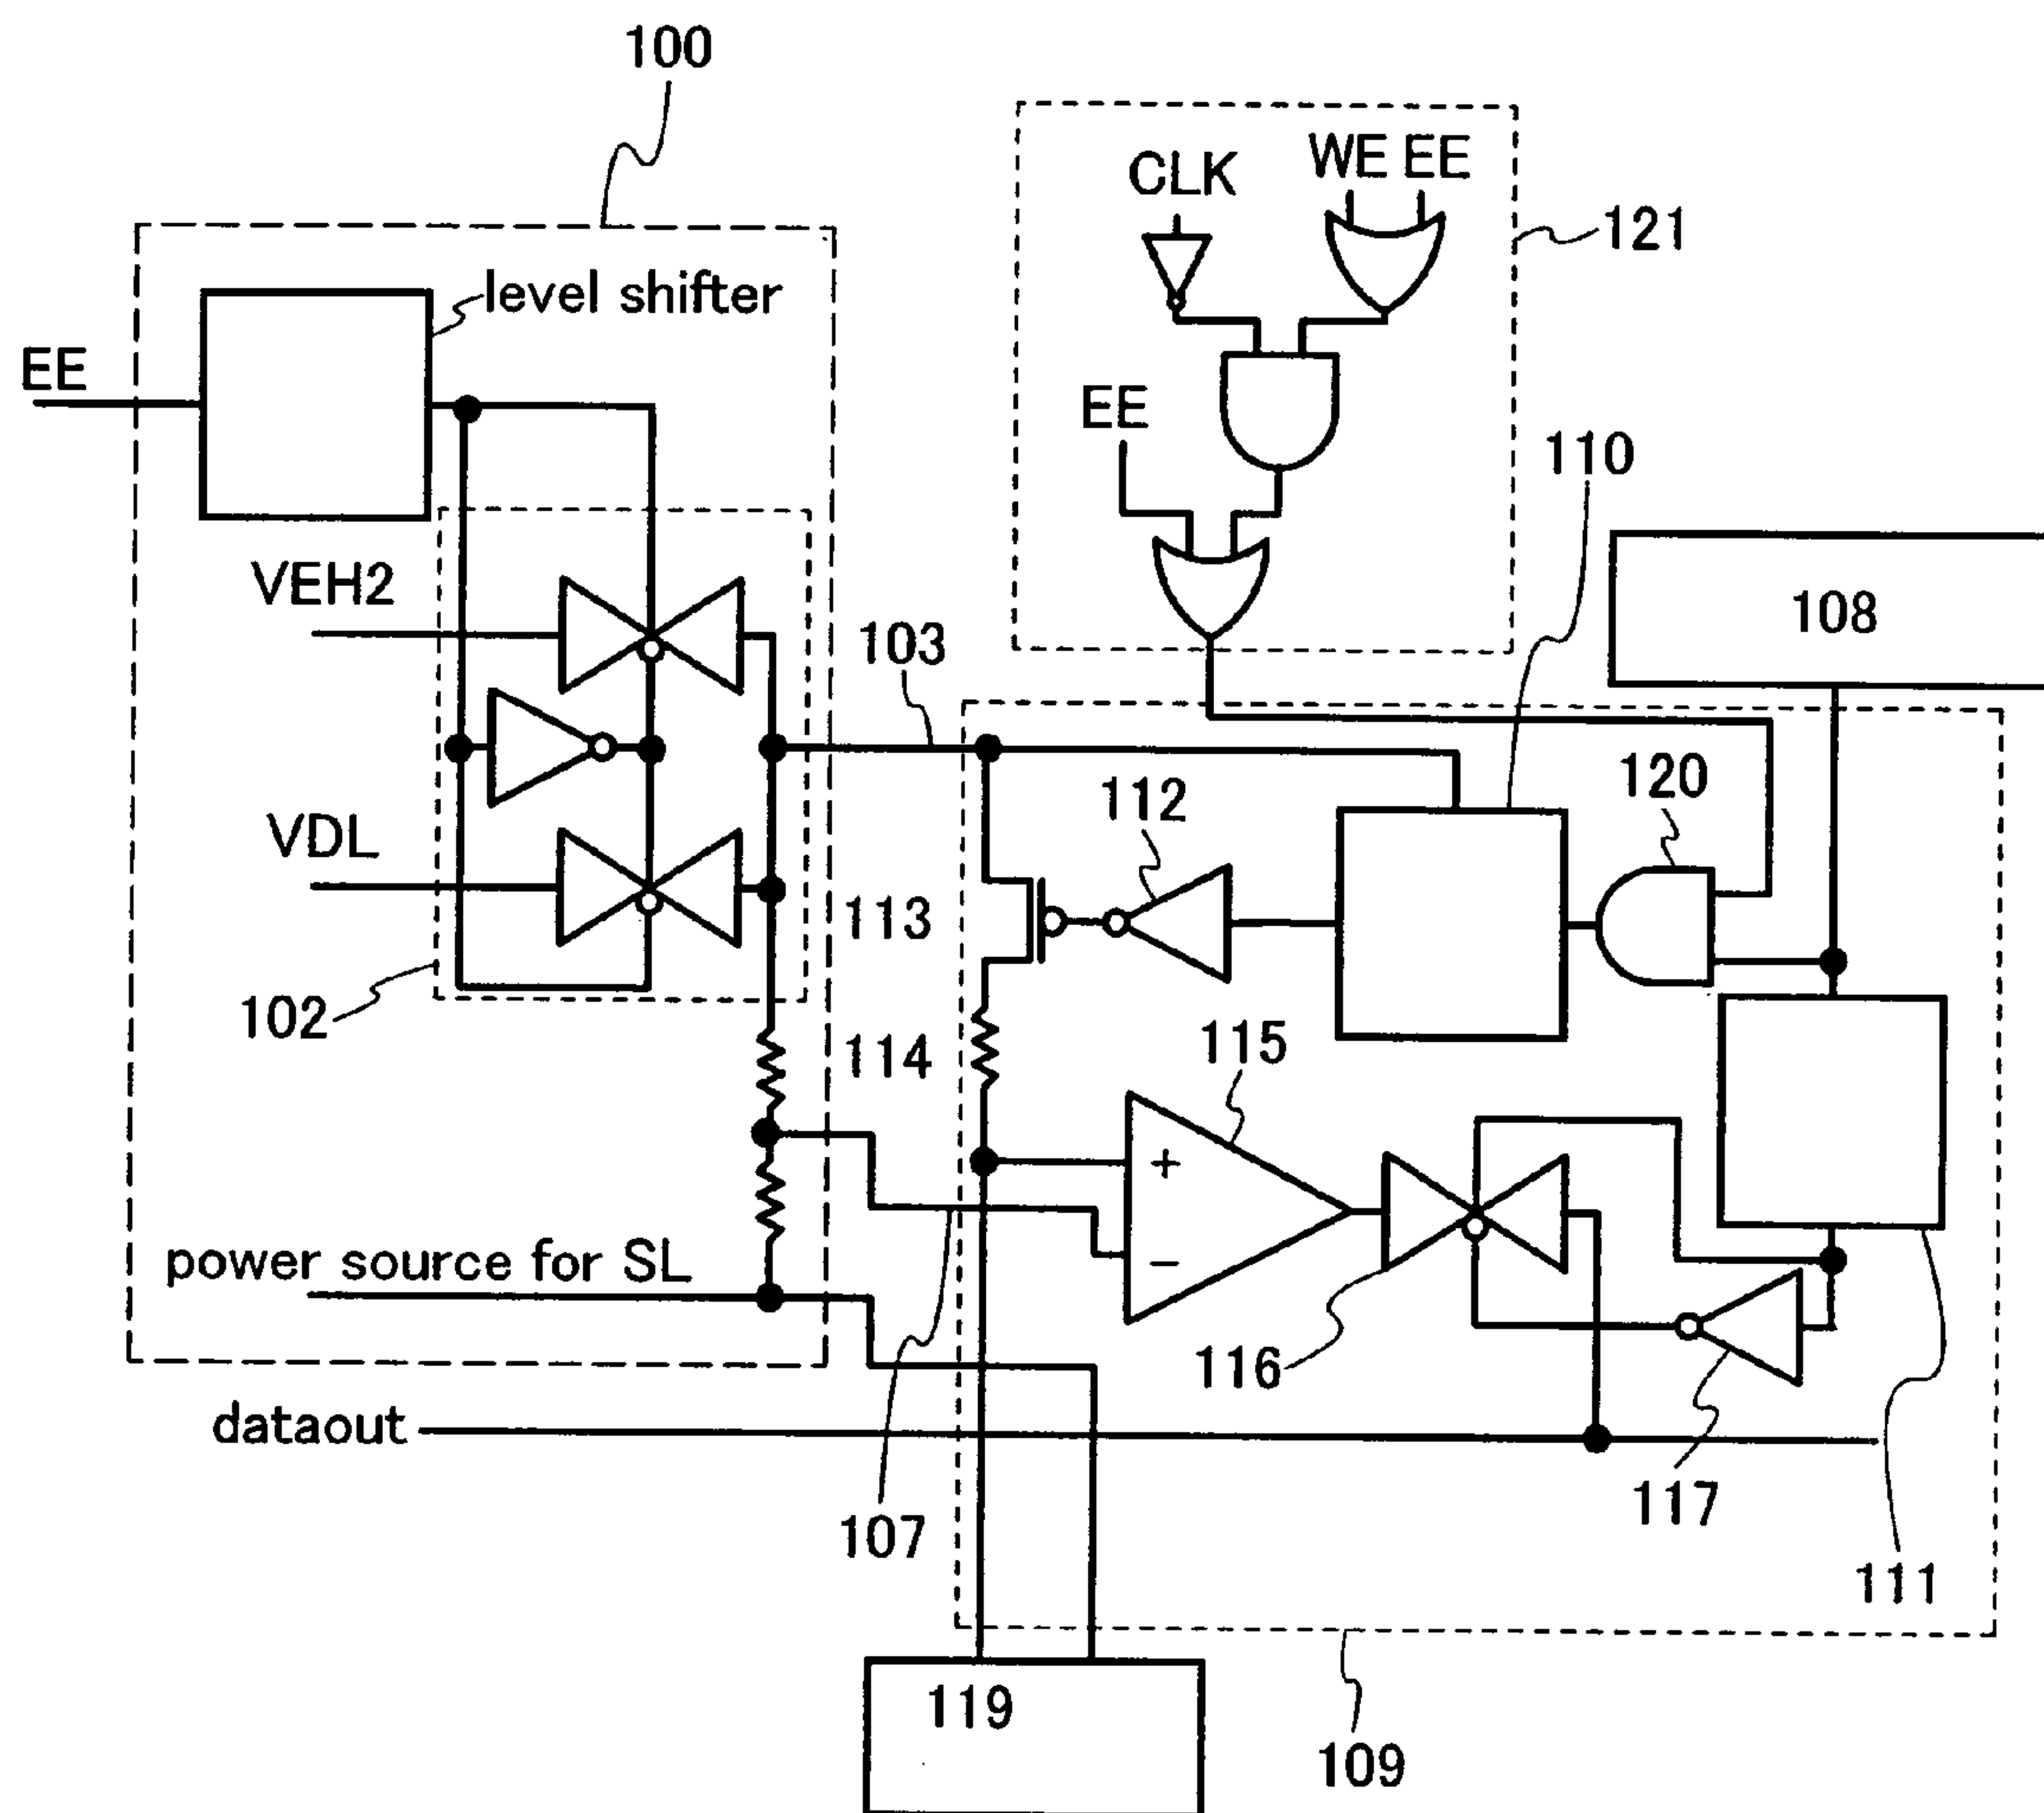 100
CLK
WE EE
121
level shifter
EE
EE
110
VEH2
108
103
120
112
VDL
113
102
114
115
power source for SL
116
dataout
117
107
111
119
109
+
−